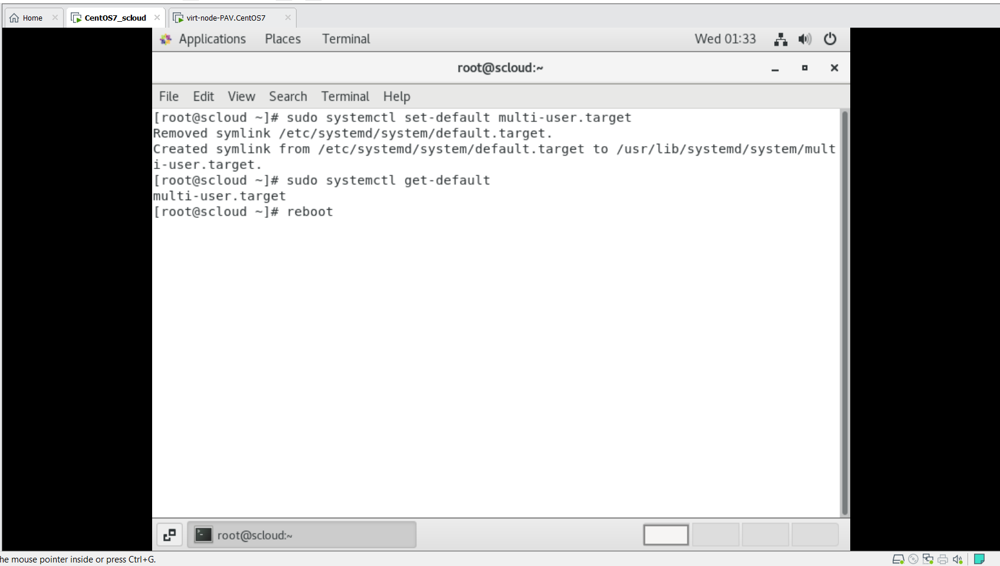 Home
CentOS7_scloud
virt-node-PAV.CentOS7
Applications Places Terminal Wed 01:33
root@scloud:~
File Edit View Search Terminal Help
[root@scloud ~]# sudo systemctl set-default multi-user.target
Removed symlink /etc/systemd/system/default.target.
Created symlink from /etc/systemd/system/default.target to /usr/lib/systemd/system/mult
i-user.target.
[root@scloud ~]# sudo systemctl get-default
multi-user.target
[root@scloud ~]# reboot
root@scloud:~
he mouse pointer inside or press Ctrl+G.